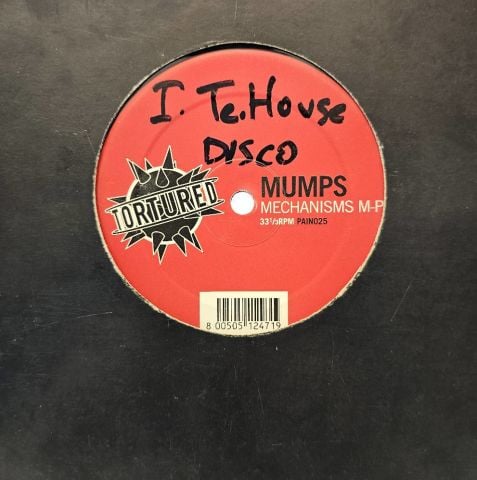 I. Te.House
DISCO
TORTURED
MUMPS
MECHANISMS M-P
33⅓RPM PAIN025
8 00505 124719